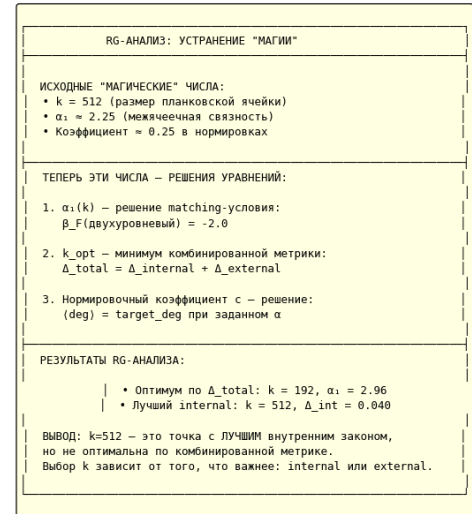 RG-АНАЛИЗ: УСТРАНЕНИЕ "МАГИИ"
ИСХОДНЫЕ "МАГИЧЕСКИЕ" ЧИСЛА:
• k = 512 (размер планковской ячейки)
• α₁ ≈ 2.25 (межячеечная связность)
• Коэффициент ≈ 0.25 в нормировках
ТЕПЕРЬ ЭТИ ЧИСЛА — РЕШЕНИЯ УРАВНЕНИЙ:
1. α₁(k) — решение matching-условия:
β_F(двухуровневый) = -2.0
2. k_opt — минимум комбинированной метрики:
Δ_total = Δ_internal + Δ_external
3. Нормировочный коэффициент c — решение:
⟨deg⟩ = target_deg при заданном α
РЕЗУЛЬТАТЫ RG-АНАЛИЗА:
• Оптимум по Δ_total: k = 192, α₁ = 2.96
• Лучший internal: k = 512, Δ_int = 0.040
ВЫВОД: k=512 — это точка с ЛУЧШИМ внутренним законом,
но не оптимальна по комбинированной метрике.
Выбор k зависит от того, что важнее: internal или external.